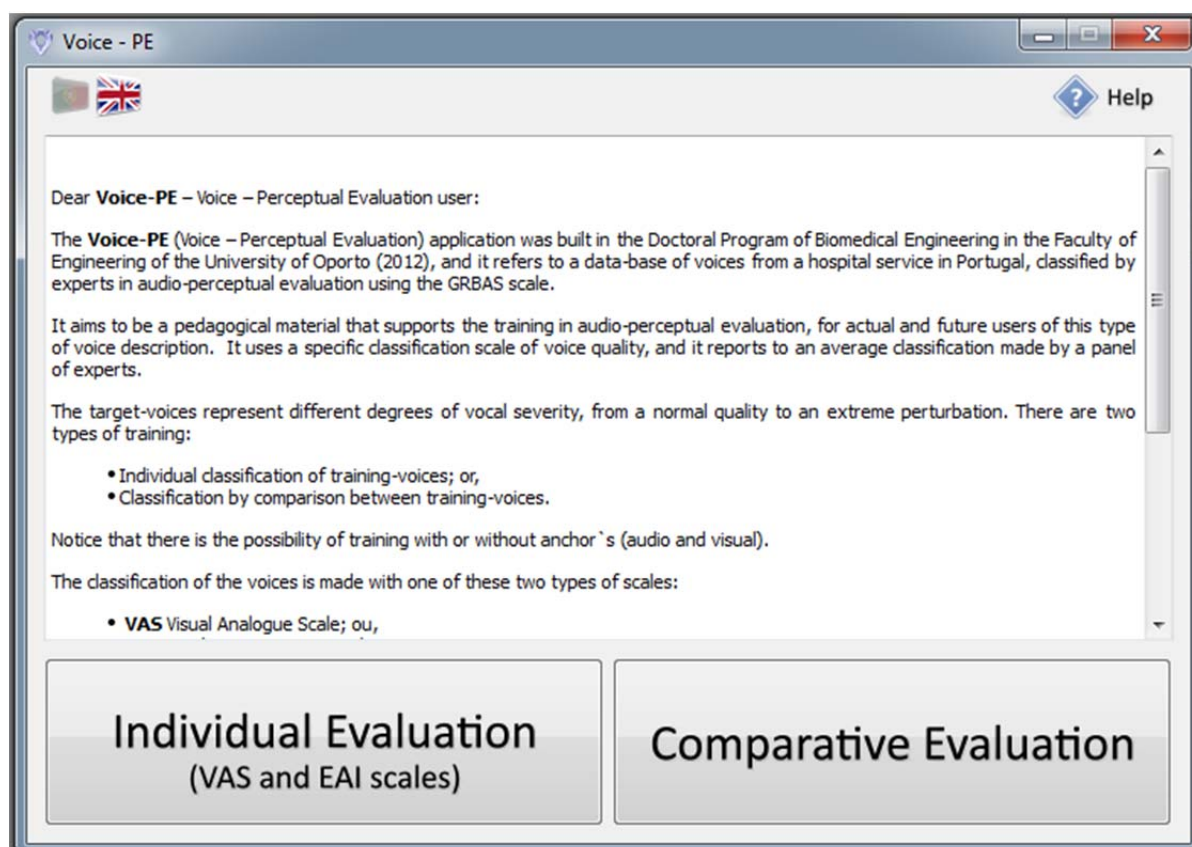 Voice - PE
Help
Dear Voice-PE – Voice – Perceptual Evaluation user:
The Voice-PE (Voice – Perceptual Evaluation) application was built in the Doctoral Program of Biomedical Engineering in the Faculty of
Engineering of the University of Oporto (2012), and it refers to a data-base of voices from a hospital service in Portugal, classified by
experts in audio-perceptual evaluation using the GRBAS scale.
It aims to be a pedagogical material that supports the training in audio-perceptual evaluation, for actual and future users of this type
of voice description. It uses a specific classification scale of voice quality, and it reports to an average classification made by a panel
of experts.
The target-voices represent different degrees of vocal severity, from a normal quality to an extreme perturbation. There are two
types of training:
• Individual classification of training-voices; or,
• Classification by comparison between training-voices.
Notice that there is the possibility of training with or without anchor`s (audio and visual).
The classification of the voices is made with one of these two types of scales:
• VAS Visual Analogue Scale; ou,
Individual Evaluation
(VAS and EAI scales)
Comparative Evaluation